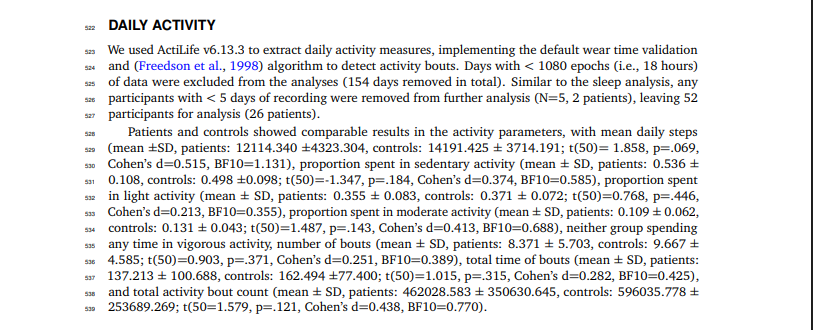 522 DAILY ACTIVITY
523 We used ActiLife v6.13.3 to extract daily activity measures, implementing the default wear time validation
524 and (Freedson et al., 1998) algorithm to detect activity bouts. Days with < 1080 epochs (i.e., 18 hours)
525 of data were excluded from the analyses (154 days removed in total). Similar to the sleep analysis, any
526 participants with < 5 days of recording were removed from further analysis (N=5, 2 patients), leaving 52
527 participants for analysis (26 patients).
528 Patients and controls showed comparable results in the activity parameters, with mean daily steps
529 (mean ±SD, patients: 12114.340 ±4323.304, controls: 14191.425 ± 3714.191; t(50)= 1.858, p=.069,
530 Cohen's d=0.515, BF10=1.131), proportion spent in sedentary activity (mean ± SD, patients: 0.536 ±
531 0.108, controls: 0.498 ±0.098; t(50)=-1.347, p=.184, Cohen's d=0.374, BF10=0.585), proportion spent
532 in light activity (mean ± SD, patients: 0.355 ± 0.083, controls: 0.371 ± 0.072; t(50)=0.768, p=.446,
533 Cohen's d=0.213, BF10=0.355), proportion spent in moderate activity (mean ± SD, patients: 0.109 ± 0.062,
534 controls: 0.131 ± 0.043; t(50)=1.487, p=.143, Cohen's d=0.413, BF10=0.688), neither group spending
535 any time in vigorous activity, number of bouts (mean ± SD, patients: 8.371 ± 5.703, controls: 9.667 ±
536 4.585; t(50)=0.903, p=.371, Cohen's d=0.251, BF10=0.389), total time of bouts (mean ± SD, patients:
537 137.213 ± 100.688, controls: 162.494 ±77.400; t(50)=1.015, p=.315, Cohen's d=0.282, BF10=0.425),
538 and total activity bout count (mean ± SD, patients: 462028.583 ± 350630.645, controls: 596035.778 ±
539 253689.269; t(50=1.579, p=.121, Cohen's d=0.438, BF10=0.770).